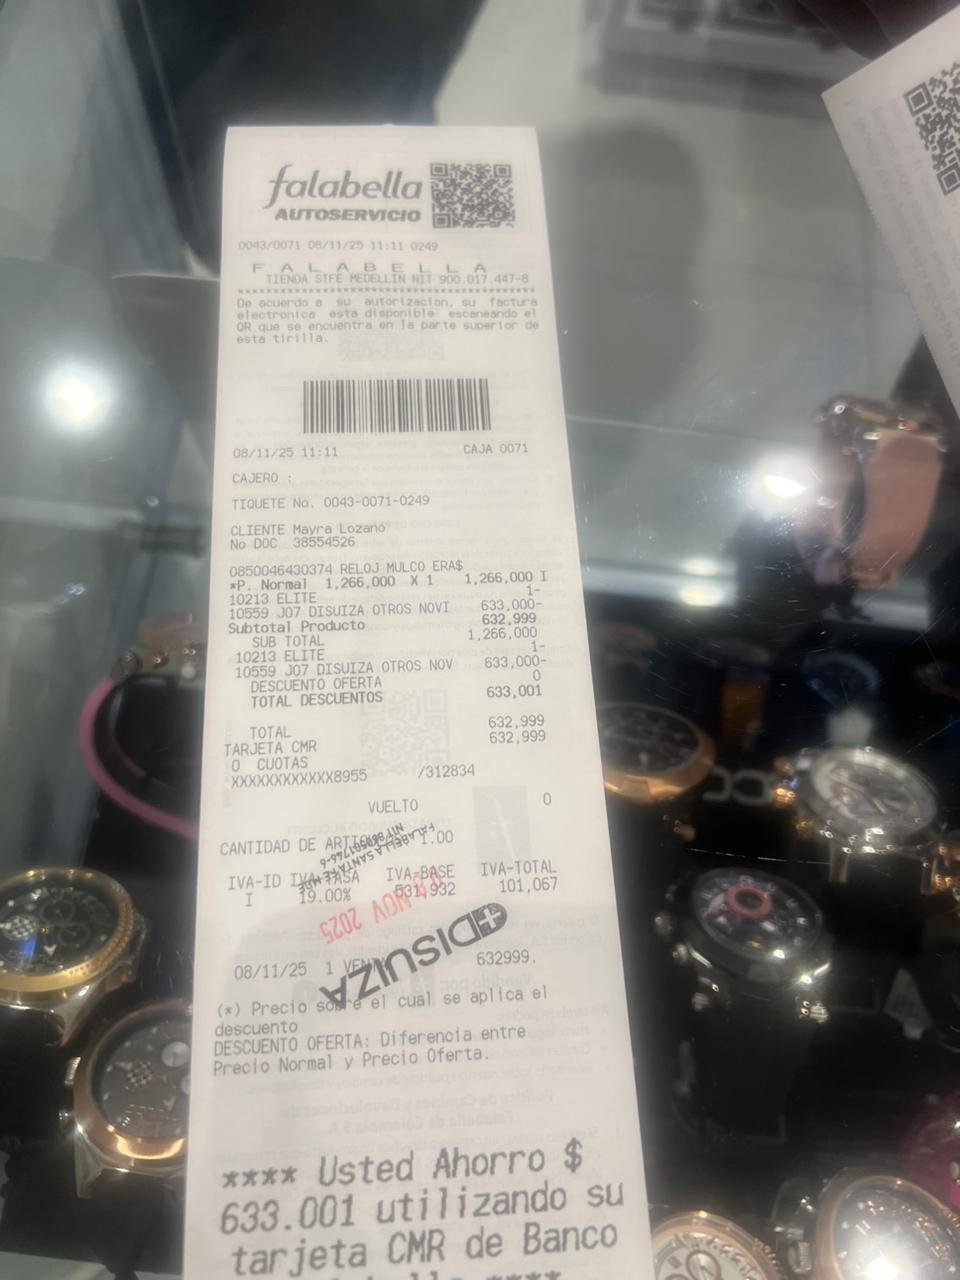 falabella
AUTOSERVICIO
0043/0071 08/11/25 11:11 0249
F A L A B E L L A
TIENDA STFE MEDELLIN NIT 900.017.447-8
****************************************
De acuerdo a su autorizacion, su factura
electronica esta disponible escaneando el
QR que se encuentra en la parte superior de
esta tirilla.
08/11/25 11:11 CAJA 0071
CAJERO :
TIQUETE No. 0043-0071-0249
CLIENTE Mayra Lozano
No DOC 38554526
0850046430374 RELOJ MULCO ERA$
*P. Normal 1,266,000 X 1 1,266,000 I
10213 ELITE 1-
10559 J07 DISUIZA OTROS NOVI 633,000-
Subtotal Producto 632,999
SUB TOTAL 1,266,000
10213 ELITE 1-
10559 J07 DISUIZA OTROS NOV 633,000-
DESCUENTO OFERTA 0
TOTAL DESCUENTOS 633,001
TOTAL 632,999
TARJETA CMR 632,999
0 CUOTAS
XXXXXXXXXXXX8955 /312834
VUELTO 0
CANTIDAD DE 1.00
FALABELLA SANTA FE MDE
IVA-ID IVA-BASE IVA-TOTAL
I 19.00% 531,932 101,067
NOV 2025
DISUIZA
08/11/25 1 632999.
(*) Precio sobre el cual se aplica el
descuento
DESCUENTO OFERTA: Diferencia entre
Precio Normal y Precio Oferta.
**** Usted Ahorro $
633.001 utilizando su
tarjeta CMR de Banco